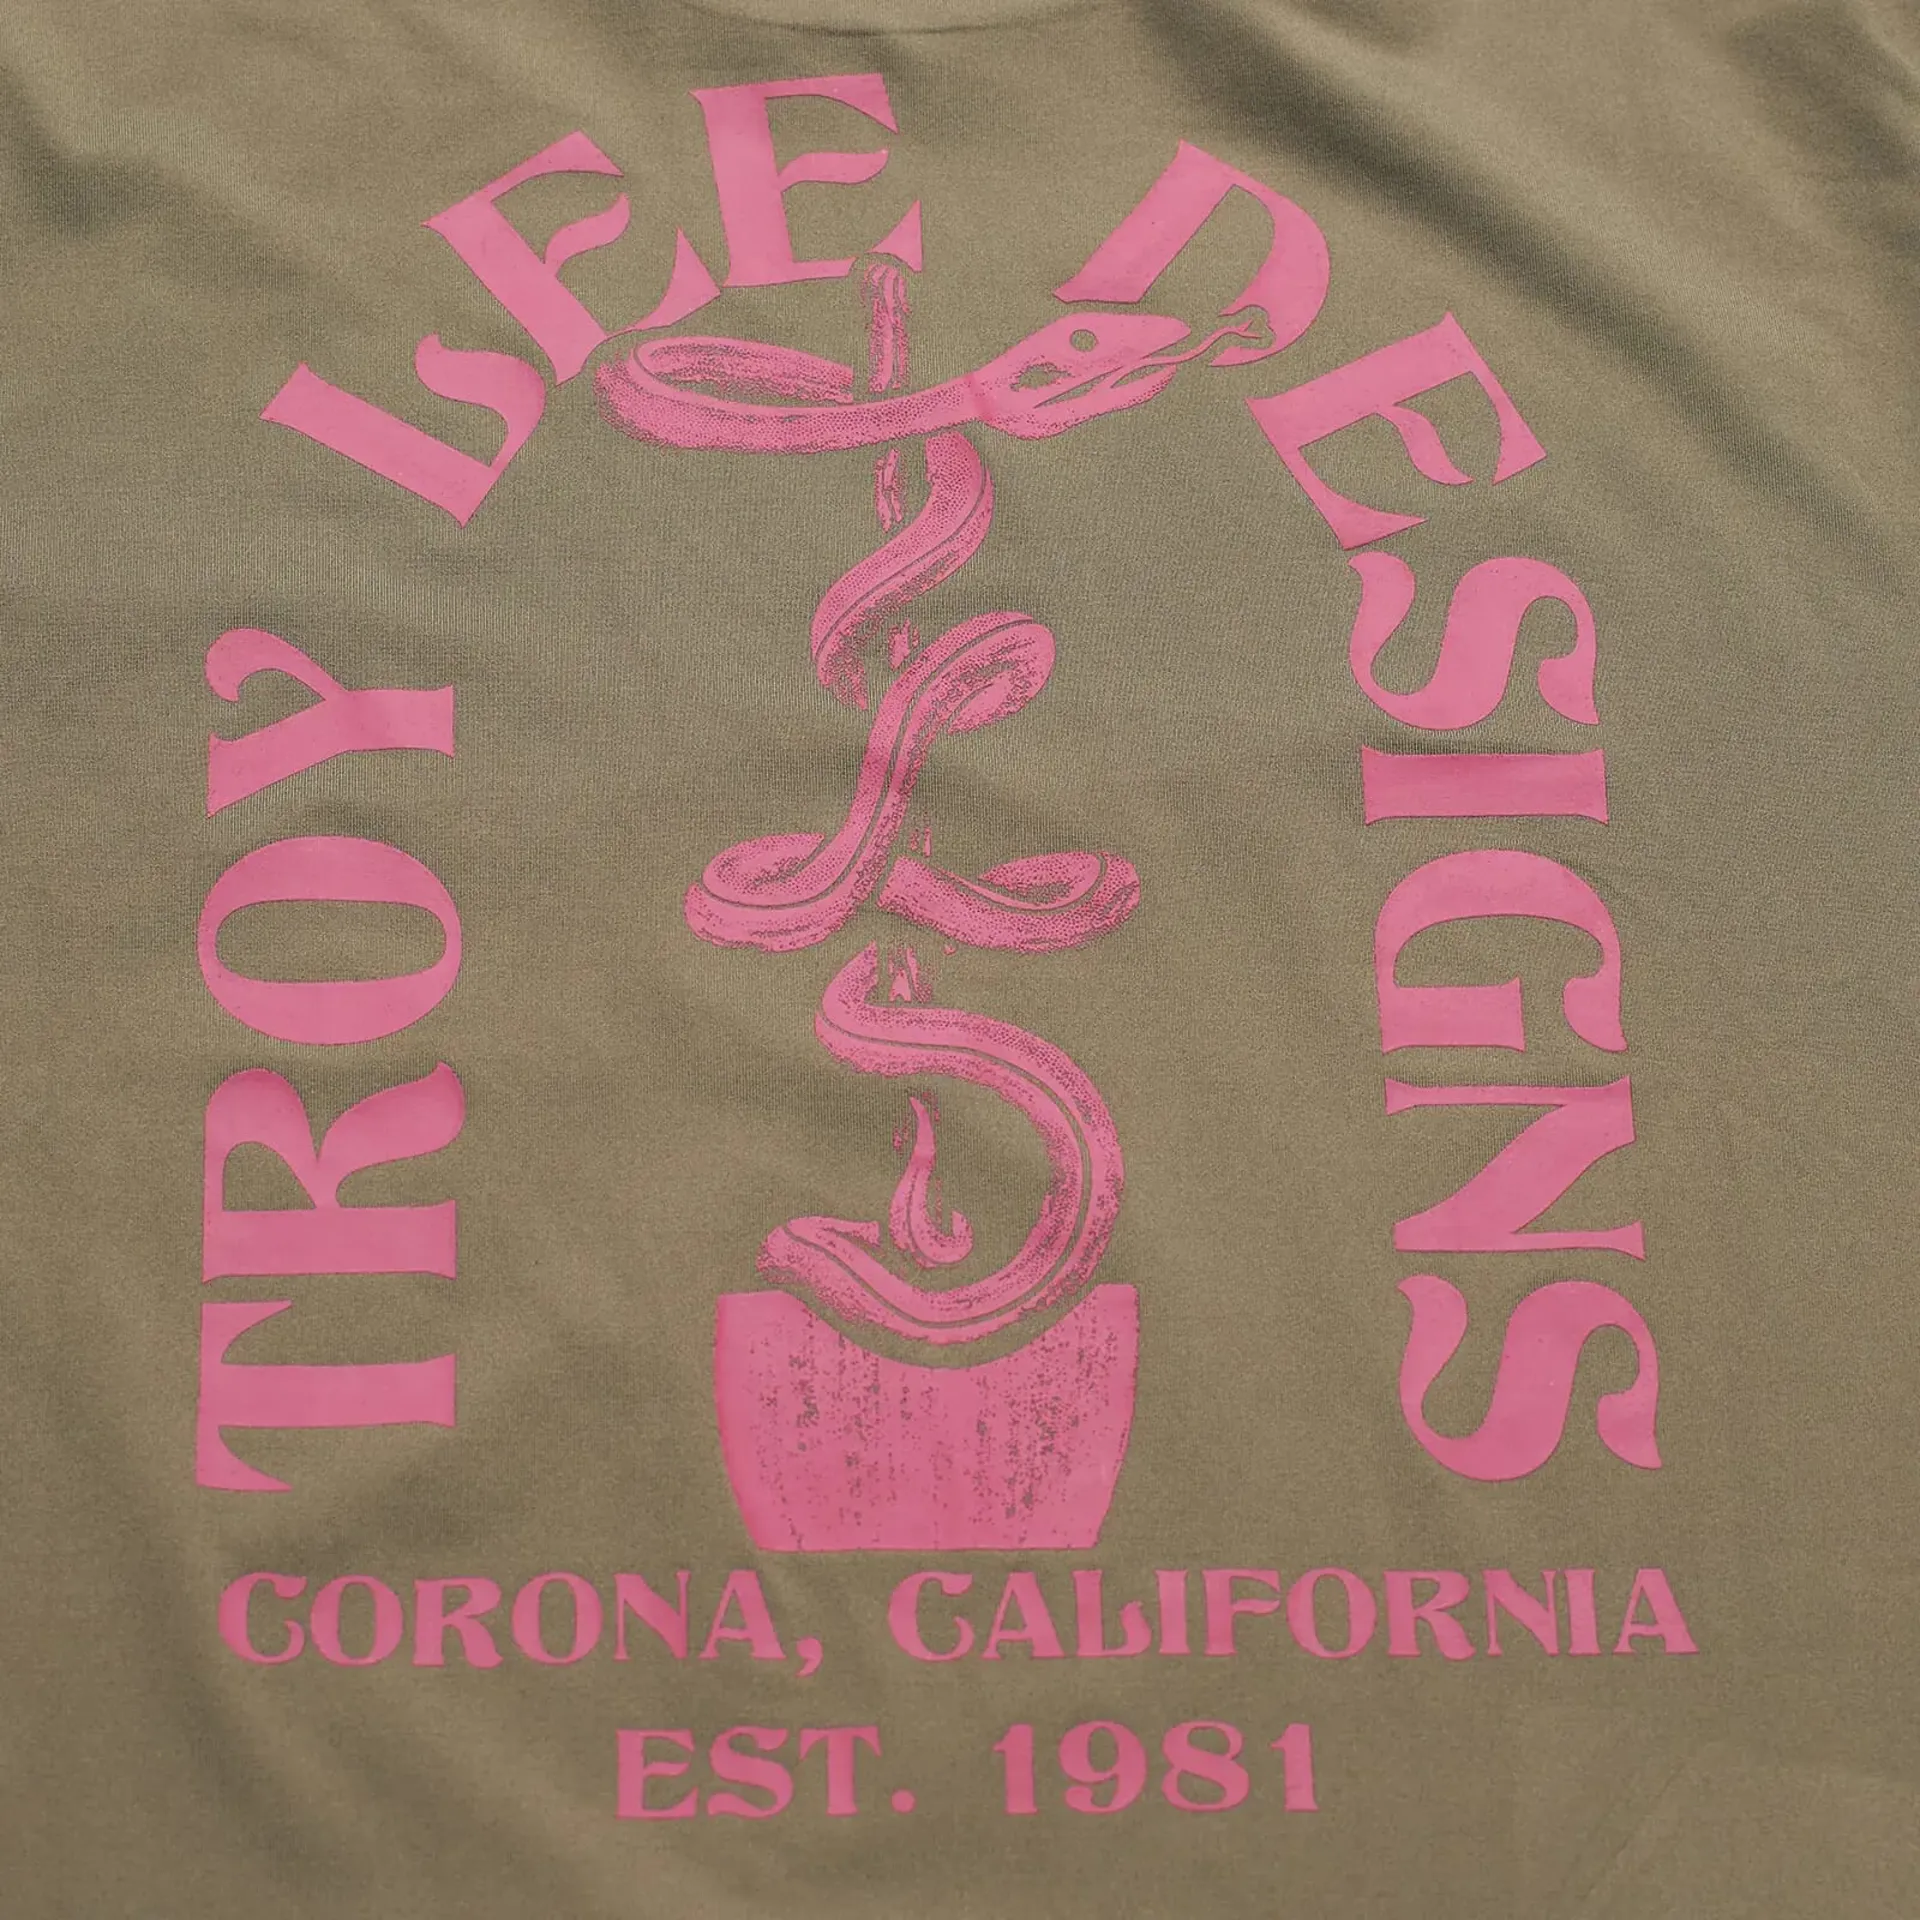 TROY LEE DESIGNS
CORONA, CALIFORNIA
EST. 1981